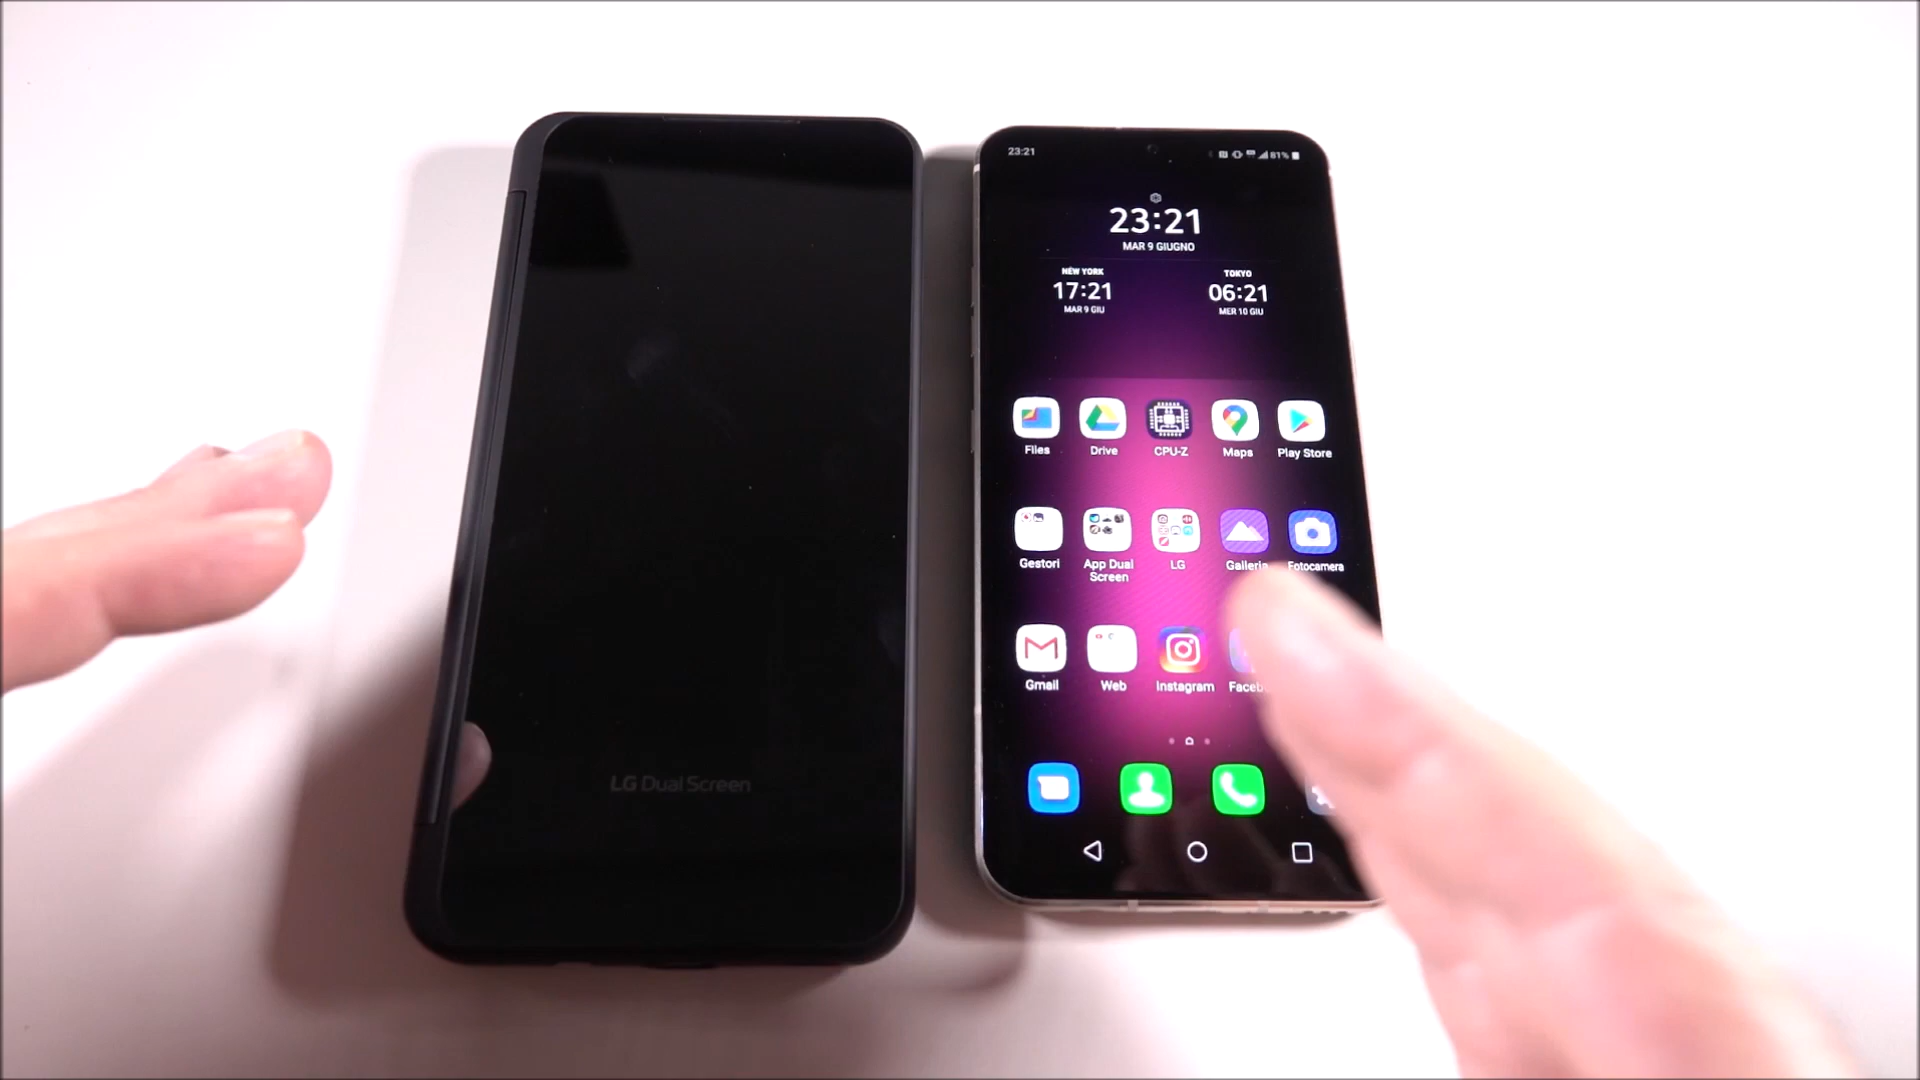 LG Dual Screen
23:21
81%
23:21
MAR 9 GIUGNO
NEW YORK
TOKYO
17:21
06:21
MAR 9 GIU
MER 10 GIU
Files
Drive
CPU-Z
Maps
Play Store
Gestori
App Dual
Screen
LG
Galleria
Fotocamera
Gmail
Web
Instagram
Faceb